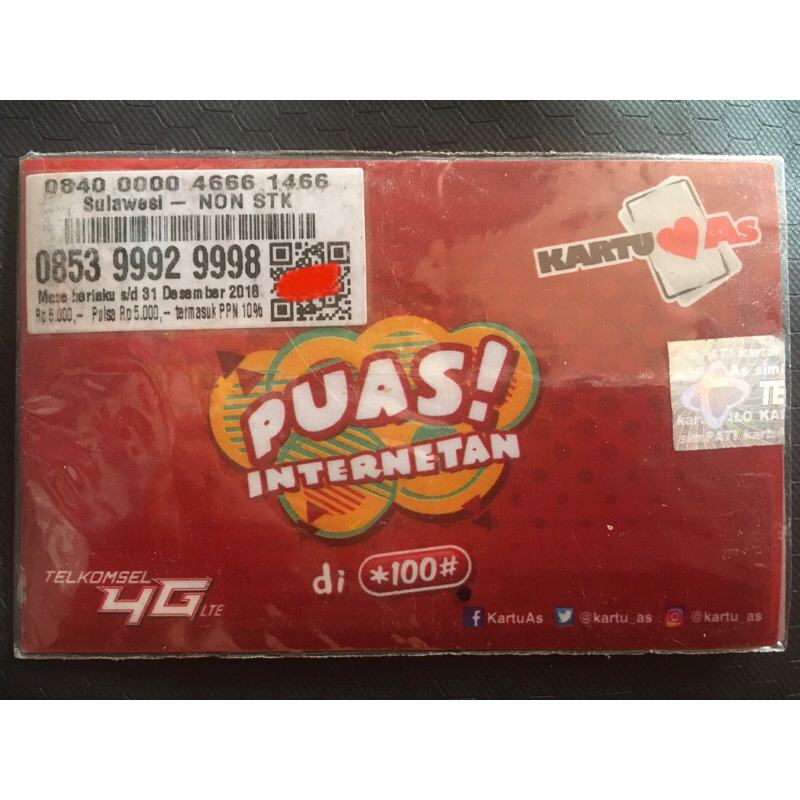 0840 0000 4666 1466
Sulawesi – NON STK
0853 9992 9998
Masa berlaku s/d 31 Desember 2018
Rp 5.000,- Pulsa Rp 5.000,- termasuk PPN 10%
KARTU As
PUAS!
INTERNETAN
di *100#
TELKOMSEL
4G LTE
KartuAs @kartu_as @kartu_as